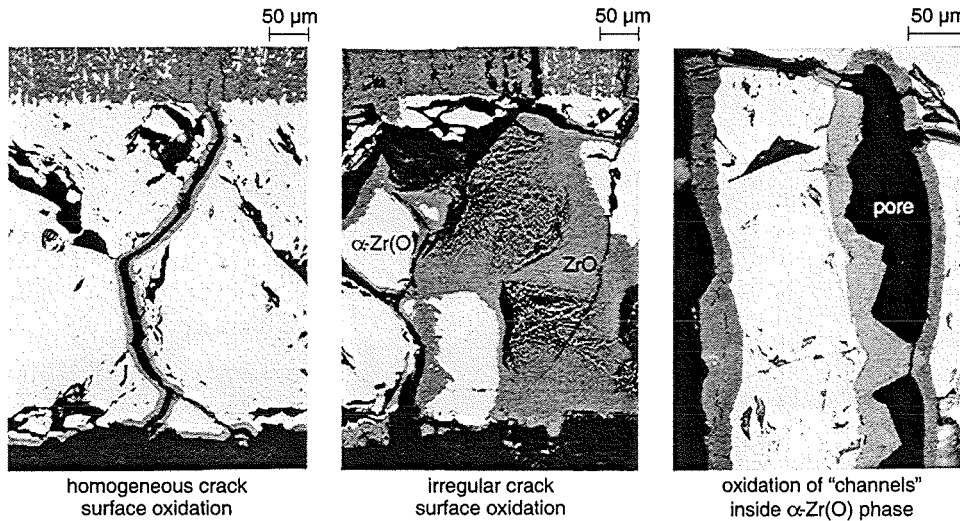 50 µm
50 µm
50 µm
α-Zr(O)
ZrO₂
pore
homogeneous crack
surface oxidation
irregular crack
surface oxidation
oxidation of "channels"
inside α-Zr(O) phase